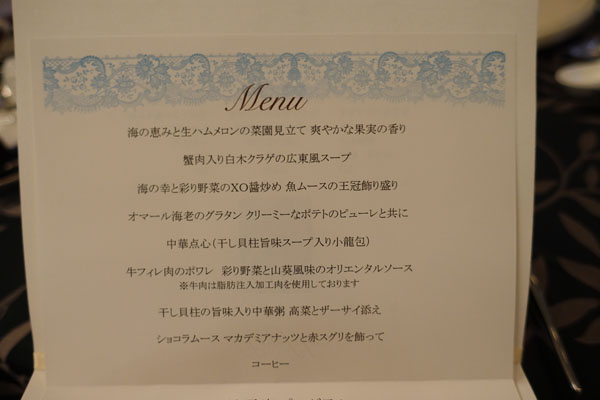 Menu
海の恵みと生ハムメロンの菜園見立て 爽やかな果実の香り
蟹肉入り白木クラゲの広東風スープ
海の幸と彩り野菜のXO醤炒め 魚ムースの王冠飾り盛り
オマール海老のグラタン クリーミーなポテトのピューレと共に
中華点心（干し貝柱旨味スープ入り小龍包）
牛フィレ肉のポワレ 彩り野菜と山葵風味のオリエンタルソース
※牛肉は脂肪注入加工肉を使用しております
干し貝柱の旨味入り中華粥 高菜とザーサイ添え
ショコラムース マカデミアナッツと赤スグリを飾って
コーヒー